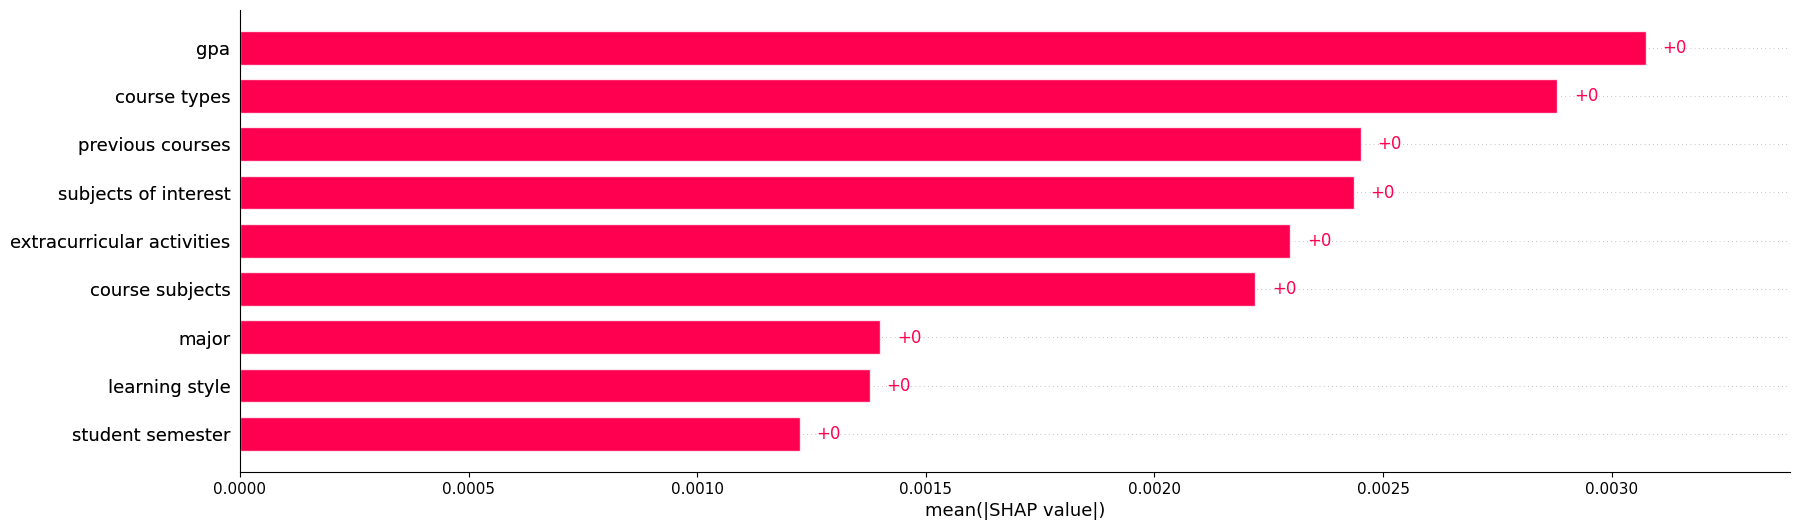 gpa +0
course types +0
previous courses +0
subjects of interest +0
extracurricular activities +0
course subjects +0
major +0
learning style +0
student semester +0
0.0000 0.0005 0.0010 0.0015 0.0020 0.0025 0.0030
mean(|SHAP value|)